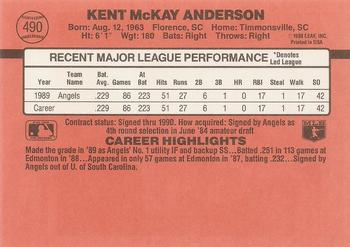 490
KENT McKAY ANDERSON
Born: Aug. 12, 1963 Florence, SC Home: Timmonsville, SC
Ht: 6'1" Wgt: 180 Bats: Right Throws: Right
© 1989 LEAF, INC.
Printed in USA
RECENT MAJOR LEAGUE PERFORMANCE *Denotes Led League
Year Team Name Bat. Avg. G AB Runs Hits 2B 3B HR RBI Stol. Bases W SO
1989 Angels .229 86 223 51 27 2B 6 1 0 17 1 17 42
Career .229 86 223 51 27 2B 6 1 0 17 1 17 42
Contract status: Signed thru 1990. How acquired: Signed by Angels as
4th round selection in June '84 amateur draft
CAREER HIGHLIGHTS
Made the grade in '89 as Angels' No. 1 utility IF and backup SS...Batted .251 in 113 games at
Edmonton in '88...Appeared in only 57 games at Edmonton in '87, batting .232...Signed by
Angels out of U. of South Carolina.